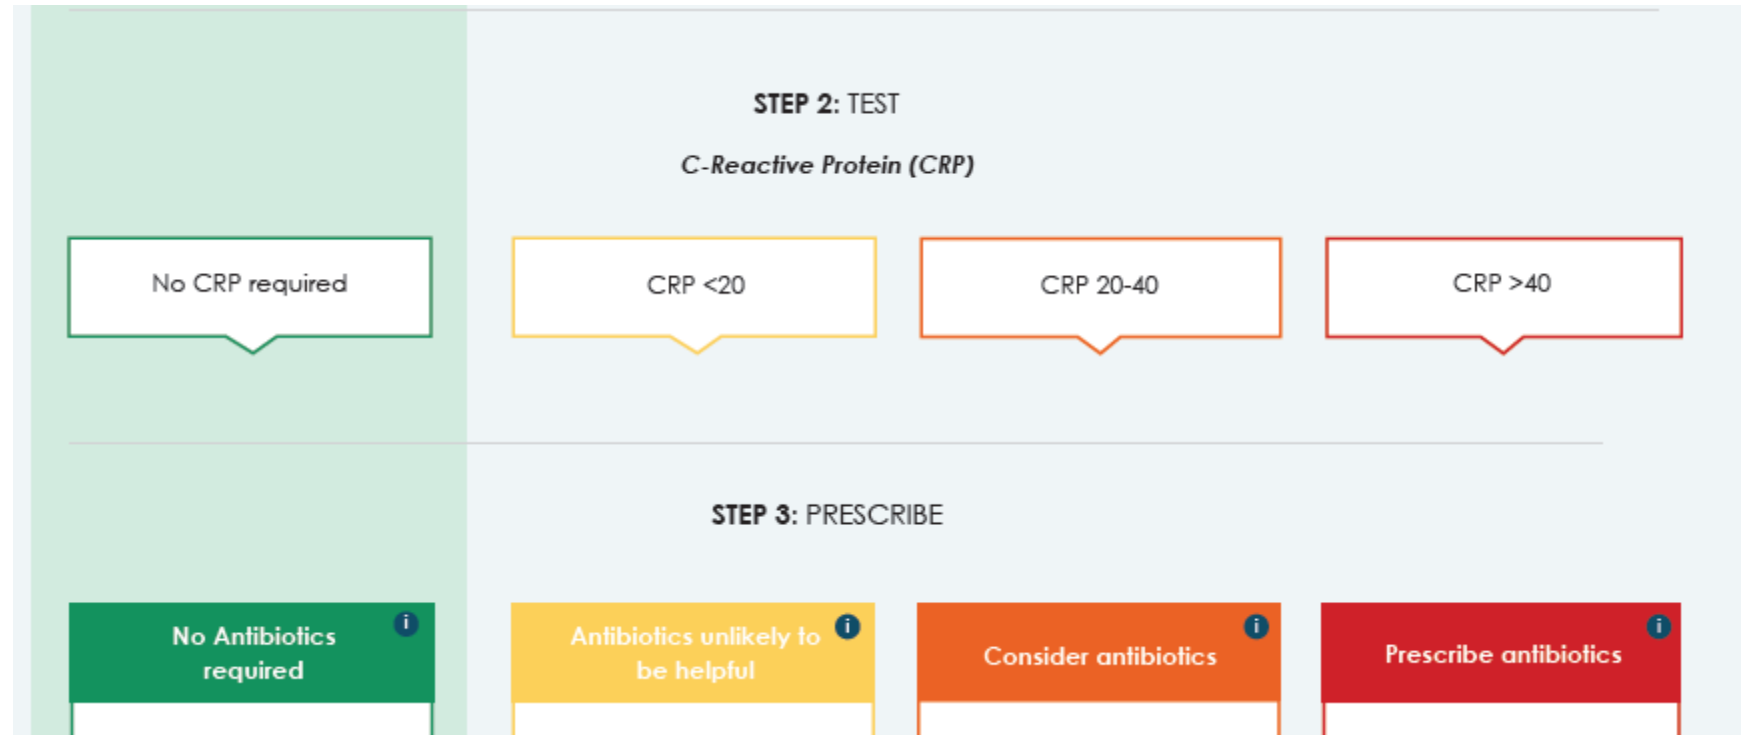 STEP 2: TEST
C-Reactive Protein (CRP)
No CRP required
CRP <20
CRP 20-40
CRP >40
STEP 3: PRESCRIBE
No Antibiotics
required
i
Antibiotics unlikely to
be helpful
i
Consider antibiotics
i
Prescribe antibiotics
i